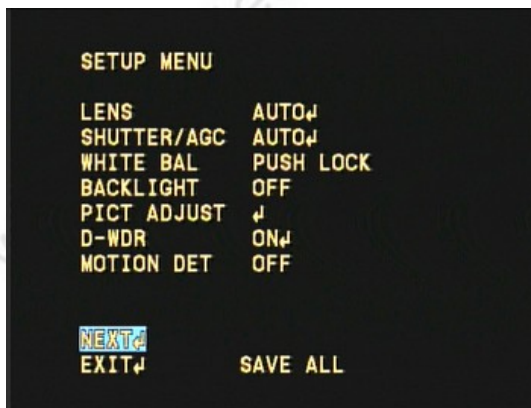 SETUP MENU
LENS AUTO↲
SHUTTER/AGC AUTO↲
WHITE BAL PUSH LOCK
BACKLIGHT OFF
PICT ADJUST ↲
D-WDR ON↲
MOTION DET OFF
NEXT↲
EXIT↲ SAVE ALL